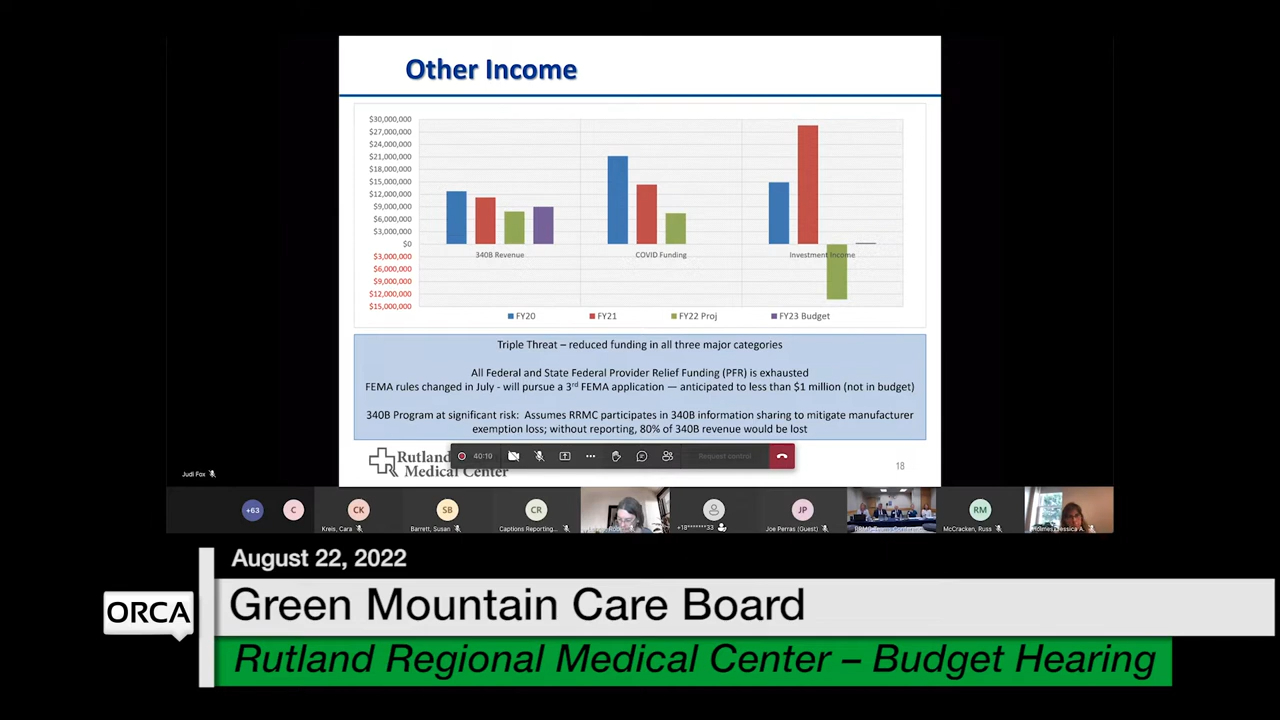 Other Income
$30,000,000
$27,000,000
$24,000,000
$21,000,000
$18,000,000
$15,000,000
$12,000,000
$9,000,000
$6,000,000
$3,000,000
$0
$3,000,000
$6,000,000
$9,000,000
$12,000,000
$15,000,000
340B Revenue
COVID Funding
Investment Income
FY20
FY21
FY22 Proj
FY23 Budget
Triple Threat – reduced funding in all three major categories
All Federal and State Federal Provider Relief Funding (PFR) is exhausted
FEMA rules changed in July - will pursue a 3rd FEMA application — anticipated to less than $1 million (not in budget)
340B Program at significant risk: Assumes RRMC participates in 340B information sharing to mitigate manufacturer
exemption loss; without reporting, 80% of 340B revenue would be lost
Rutland
Medical Center
40:10
Request control
18
Judi Fox
+63
C
CK
SB
CR
JP
RM
Kreis, Cara
Barrett, Susan
Captions Reporting...
+18*******33
Joe Perras (Guest)
McCracken, Russ
Jessica A.
August 22, 2022
ORCA
Green Mountain Care Board
Rutland Regional Medical Center – Budget Hearing